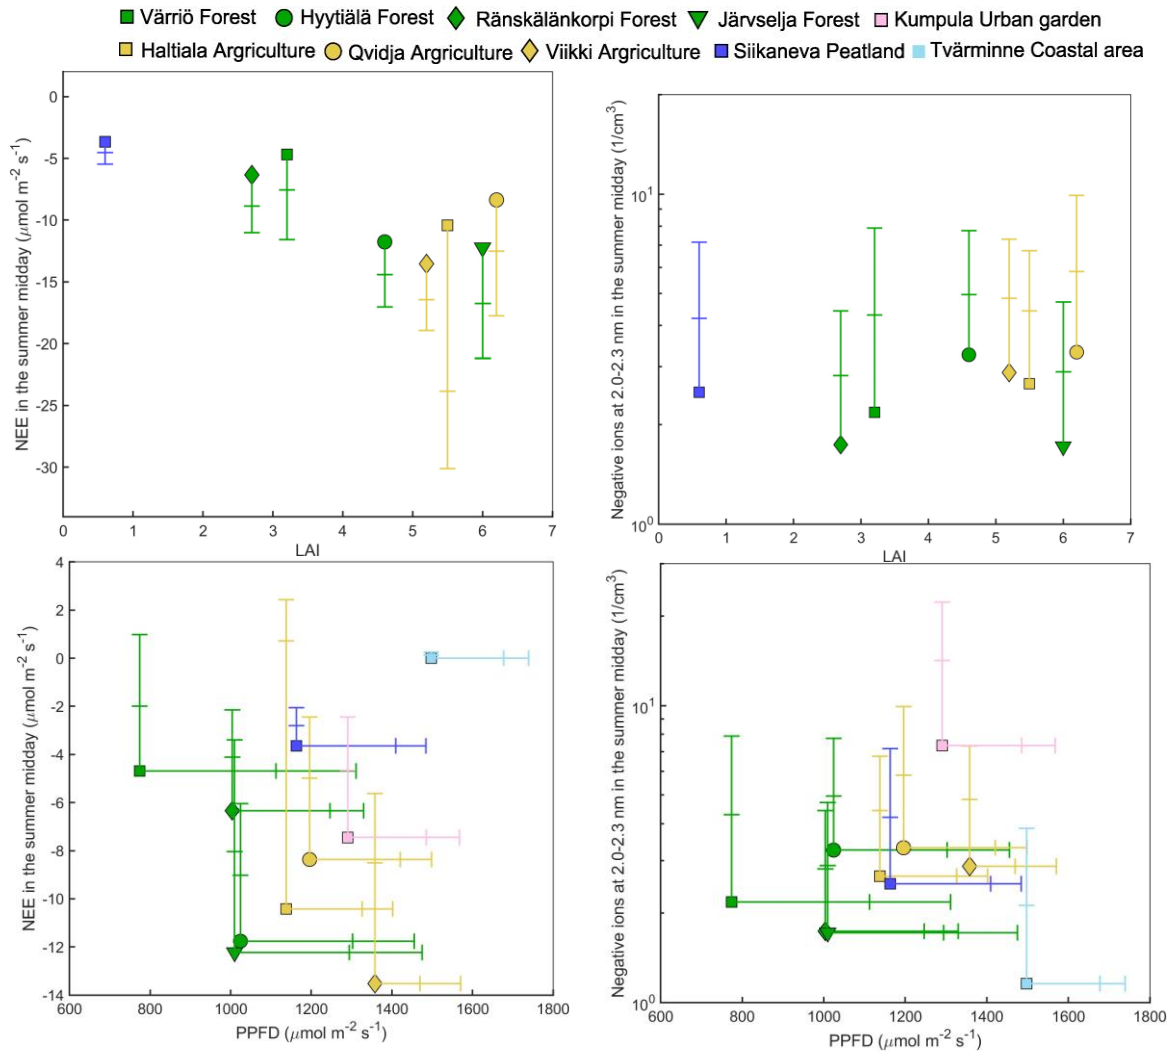 Värriö Forest Hyytiälä Forest Ränskälänkorpi Forest Järvselja Forest Kumpula Urban garden
Haltiala Argriculture Qvidja Argriculture Viikki Argriculture Siikaneva Peatland Tvärminne Coastal area
NEE in the summer midday (μmol m⁻² s⁻¹)
0
-5
-10
-15
-20
-25
-30
0 1 2 3 4 5 6 7
LAI
Negative ions at 2.0-2.3 nm in the summer midday (1/cm³)
10¹
10⁰
0 1 2 3 4 5 6 7
LAI
NEE in the summer midday (μmol m⁻² s⁻¹)
4
2
0
-2
-4
-6
-8
-10
-12
-14
600 800 1000 1200 1400 1600 1800
PPFD (μmol m⁻² s⁻¹)
Negative ions at 2.0-2.3 nm in the summer midday (1/cm³)
10¹
10⁰
600 800 1000 1200 1400 1600 1800
PPFD (μmol m⁻² s⁻¹)